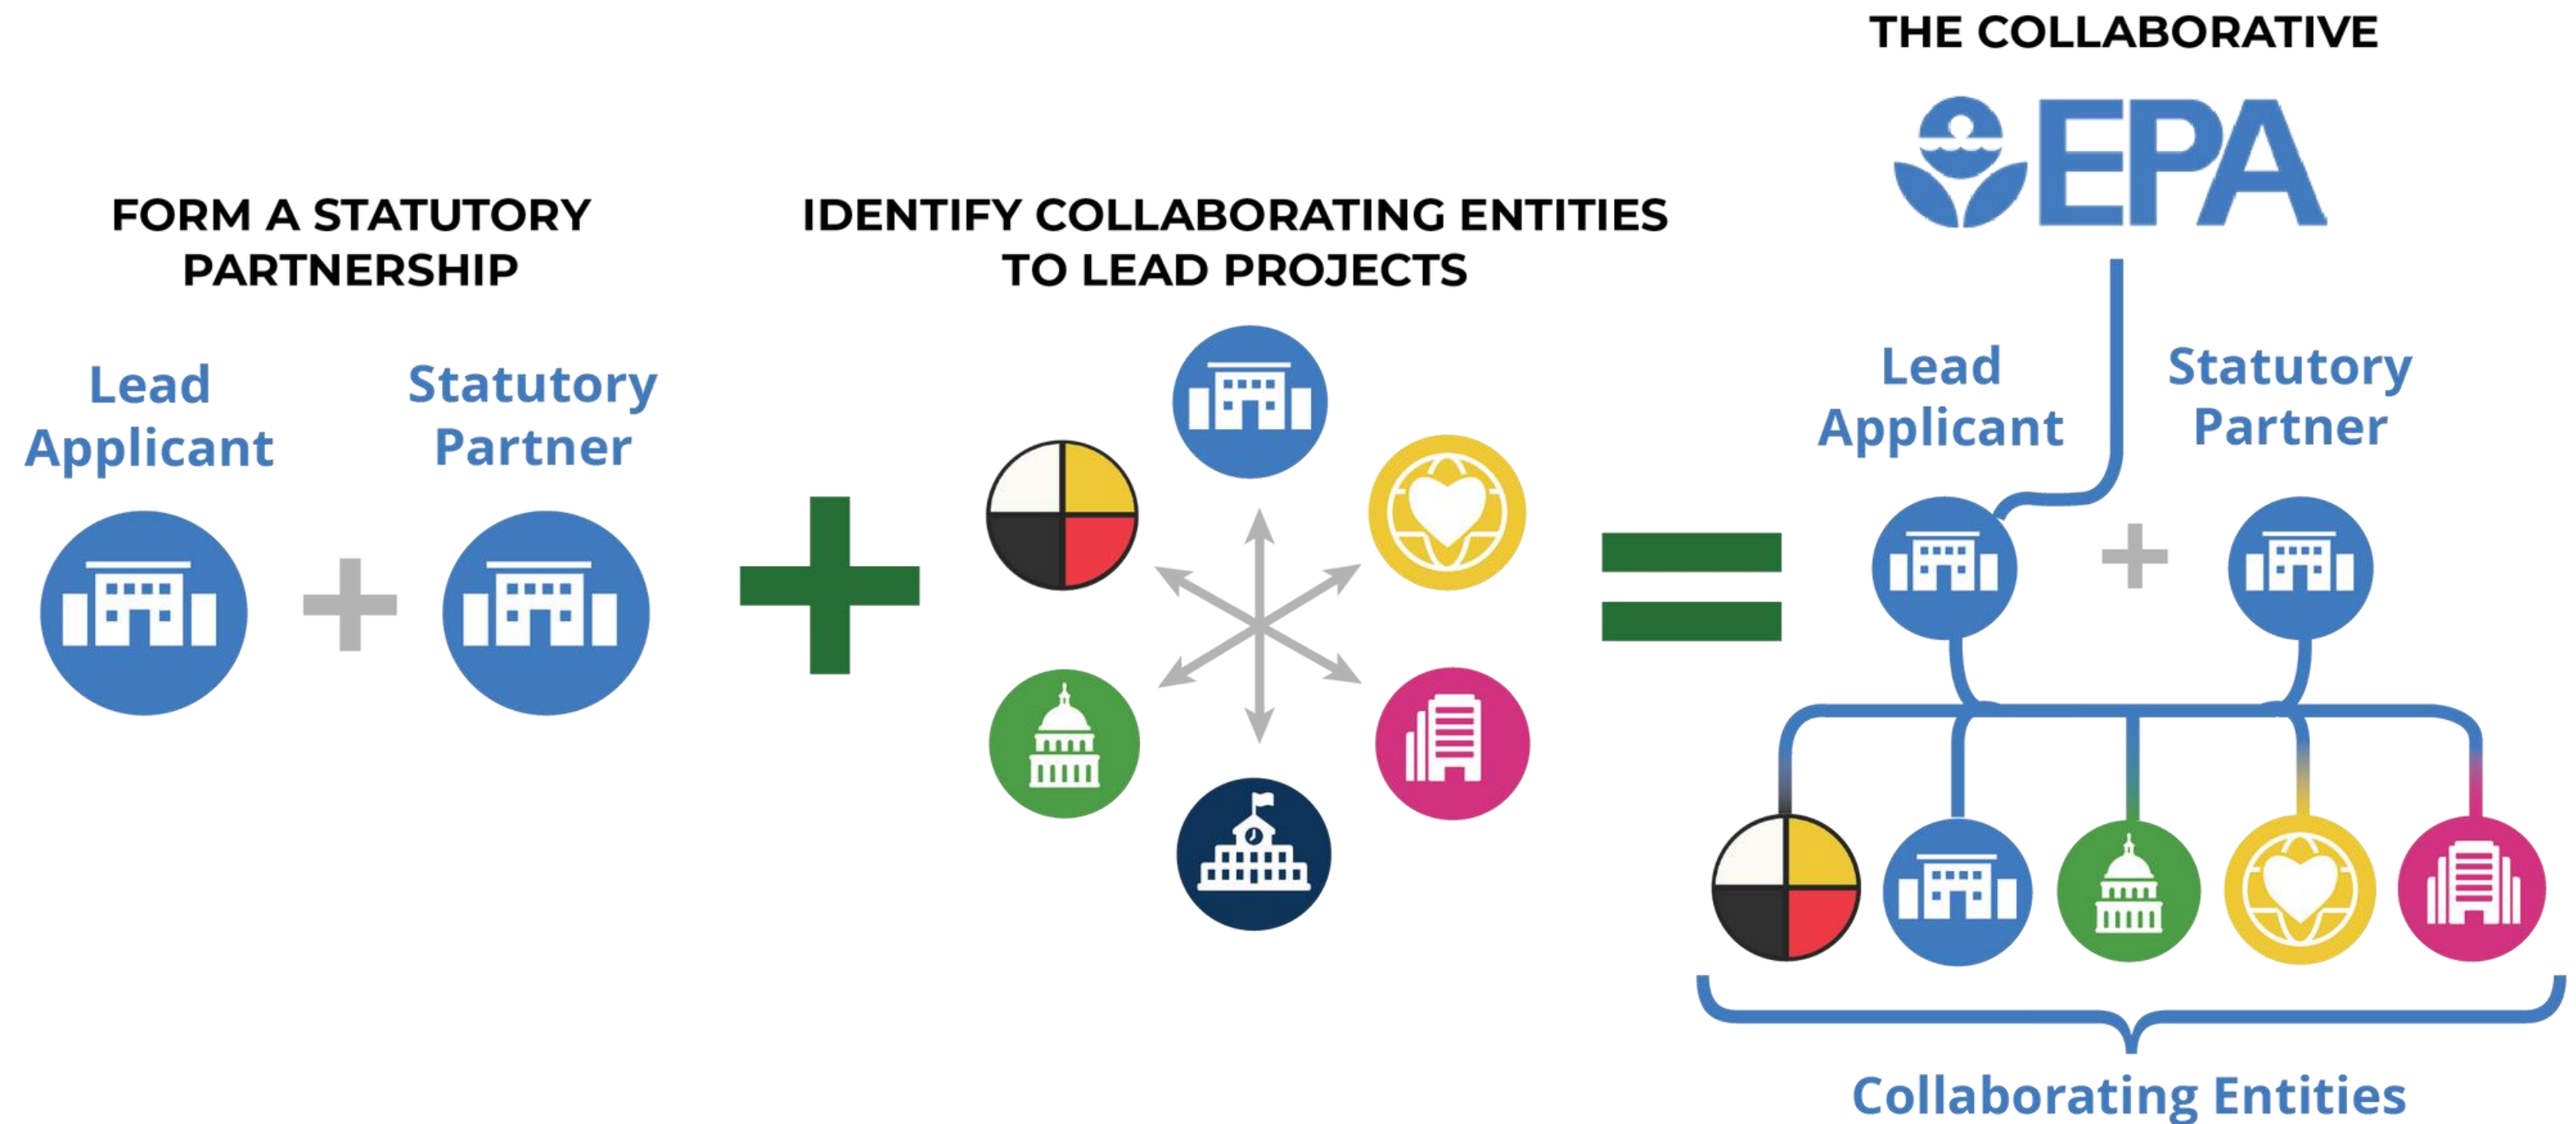 FORM A STATUTORY
PARTNERSHIP
Lead
Applicant
Statutory
Partner
IDENTIFY COLLABORATING ENTITIES
TO LEAD PROJECTS
THE COLLABORATIVE
EPA
Lead
Applicant
Statutory
Partner
Collaborating Entities